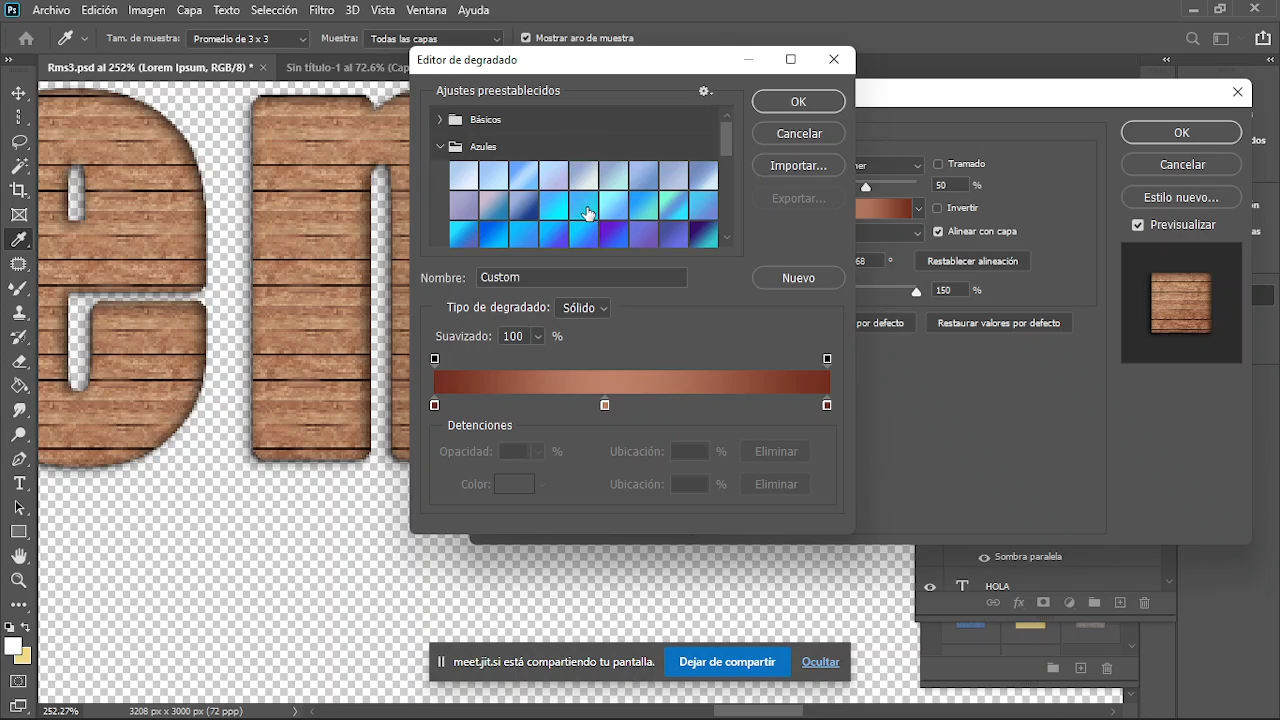 Ps Archivo Edición Imagen Capa Texto Selección Filtro 3D Vista Ventana Ayuda
Tam. de muestra: Promedio de 3 x 3 Muestra: Todas las capas Mostrar aro de muestra
Rms3.psd al 252% (Lorem Ipsum, RGB/8) * × Sin título-1 al 72.6% (Cap
Editor de degradado
Ajustes preestablecidos
Básicos
Azules
OK
Cancelar
Importar...
Exportar...
Nombre: Custom
Nuevo
Tipo de degradado: Sólido
Suavizado: 100 %
Detenciones
Opacidad: % Ubicación: % Eliminar
Color: Ubicación: % Eliminar
Tramado
50 %
Invertir
Alinear con capa
68 ° Restablecer alineación
150 %
por defecto Restaurar valores por defecto
OK
Cancelar
Estilo nuevo...
Previsualizar
Sombra paralela
T HOLA
fx
meet.jit.si está compartiendo tu pantalla. Dejar de compartir Ocultar
252.27% 3208 px x 3000 px (72 ppp)